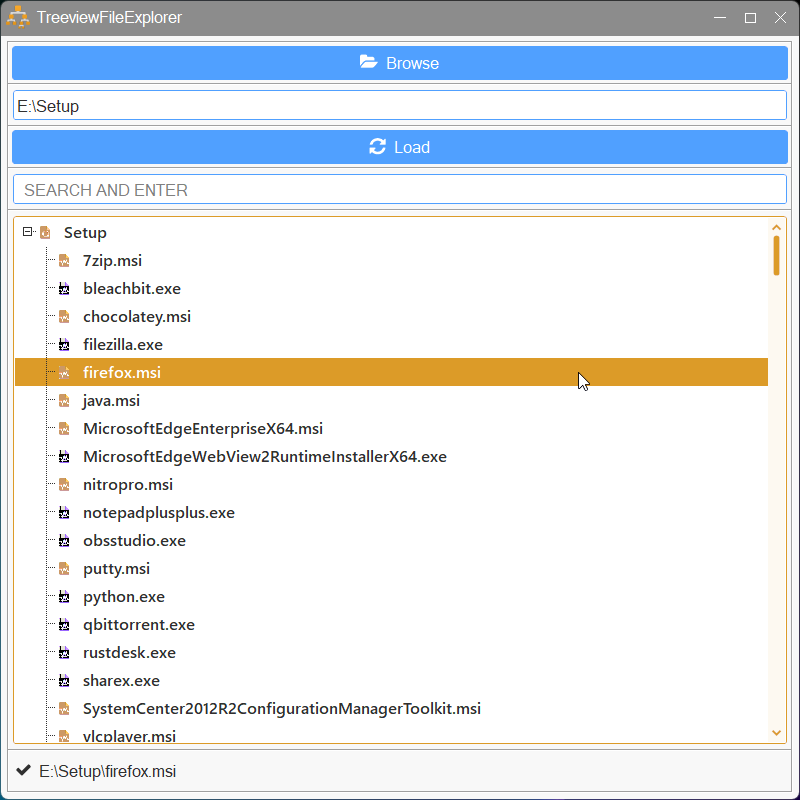 TreeviewFileExplorer
Browse
E:\Setup
Load
SEARCH AND ENTER
Setup
7zip.msi
bleachbit.exe
chocolatey.msi
filezilla.exe
firefox.msi
java.msi
MicrosoftEdgeEnterpriseX64.msi
MicrosoftEdgeWebView2RuntimeInstallerX64.exe
nitropro.msi
notepadplusplus.exe
obsstudio.exe
putty.msi
python.exe
qbittorrent.exe
rustdesk.exe
sharex.exe
SystemCenter2012R2ConfigurationManagerToolkit.msi
vlcplayer.msi
E:\Setup\firefox.msi